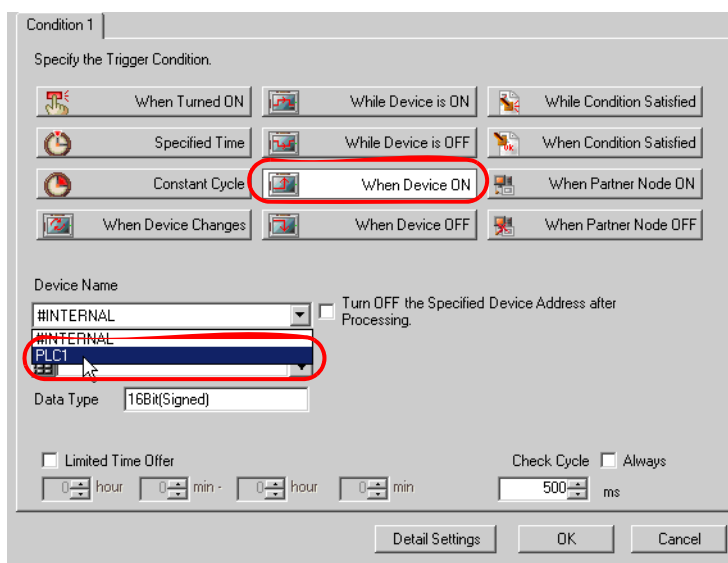 Condition 1
Specify the Trigger Condition.
When Turned ON While Device is ON While Condition Satisfied
Specified Time While Device is OFF When Condition Satisfied
Constant Cycle When Device ON When Partner Node ON
When Device Changes When Device OFF When Partner Node OFF
Device Name
#INTERNAL Turn OFF the Specified Device Address after
Processing.
#INTERNAL
PLC1
Data Type 16Bit(Signed)
Limited Time Offer Check Cycle Always
0 hour 0 min - 0 hour 0 min 500 ms
Detail Settings OK Cancel